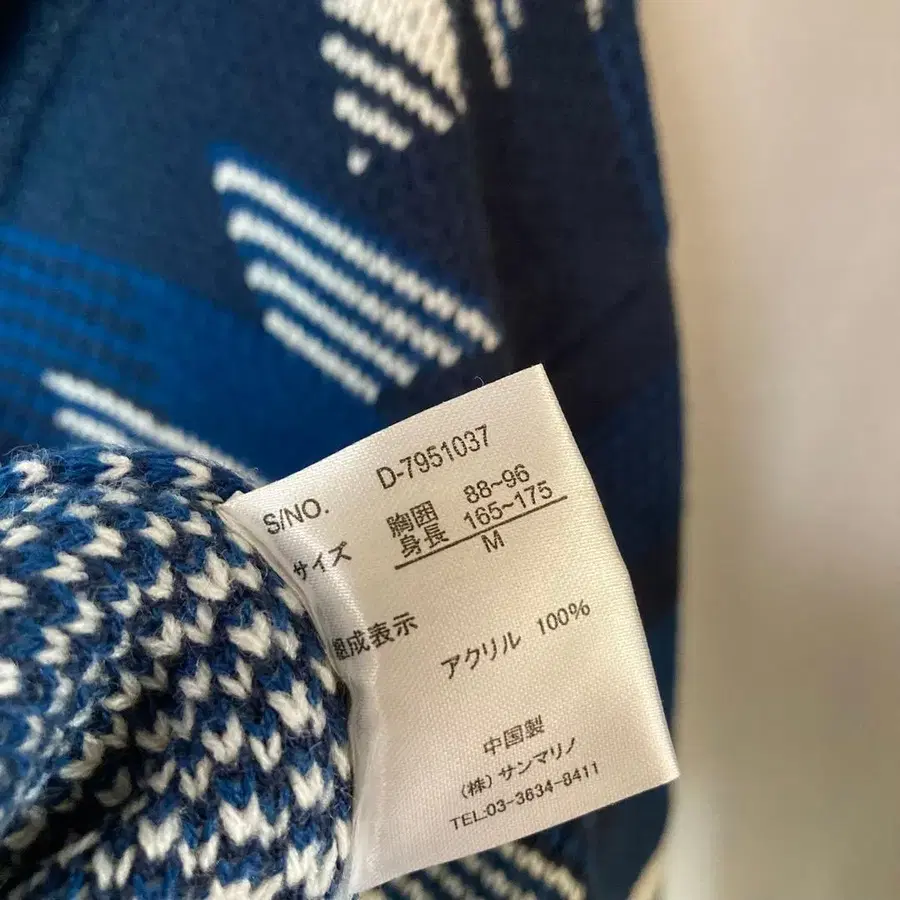 S/NO. D-7951037
サイズ 胸囲 88~96
身長 165~175
M
組成表示
アクリル 100%
中国製
(株) サンマリノ
TEL:03-3634-8411